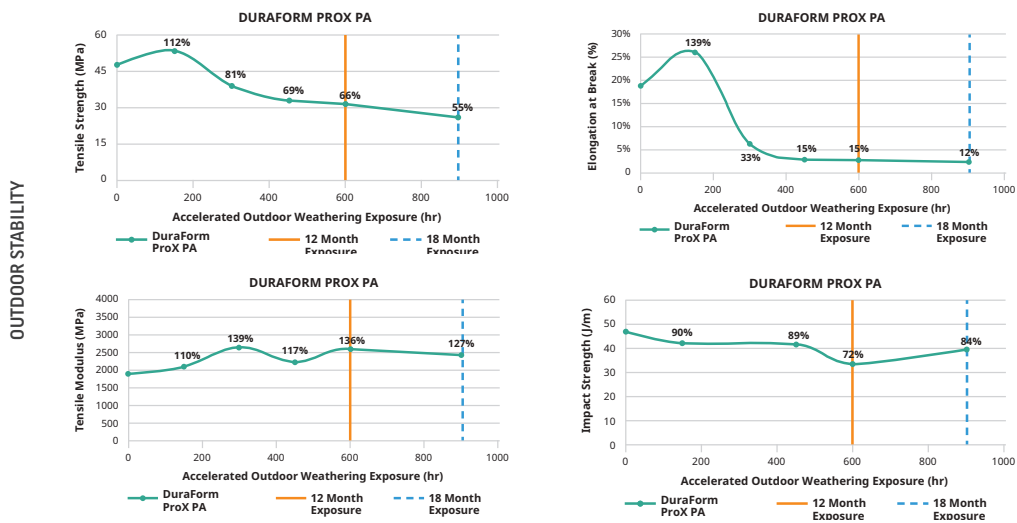 OUTDOOR STABILITY
DURAFORM PROX PA
Tensile Strength (MPa)
60
45
30
15
0
112%
81%
69%
66%
55%
0 200 400 600 800 1000
Accelerated Outdoor Weathering Exposure (hr)
DuraForm
ProX PA
12 Month
Exposure
18 Month
Exposure
DURAFORM PROX PA
Elongation at Break (%)
30%
25%
20%
15%
10%
5%
0
139%
33%
15%
15%
12%
0 200 400 600 800 1000
Accelerated Outdoor Weathering Exposure (hr)
DuraForm
ProX PA
12 Month
Exposure
18 Month
Exposure
DURAFORM PROX PA
Tensile Modulus (MPa)
4000
3500
3000
2500
2000
1500
1000
500
0
110%
139%
117%
136%
127%
0 200 400 600 800 1000
Accelerated Outdoor Weathering Exposure (hr)
DuraForm
ProX PA
12 Month
Exposure
18 Month
Exposure
DURAFORM PROX PA
Impact Strength (J/m)
60
50
40
30
20
10
0
90%
89%
72%
84%
0 200 400 600 800 1000
Accelerated Outdoor Weathering Exposure (hr)
DuraForm
ProX PA
12 Month
Exposure
18 Month
Exposure